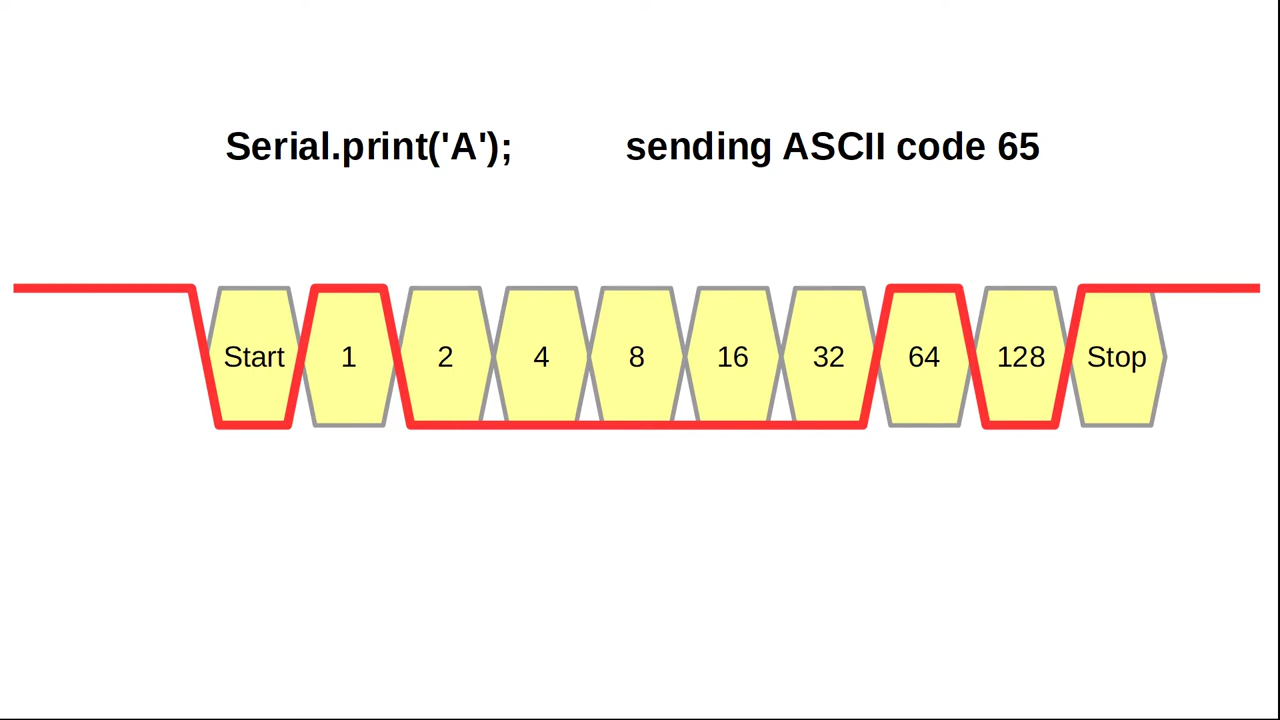 Serial.print('A'); sending ASCII code 65
Start 1 2 4 8 16 32 64 128 Stop